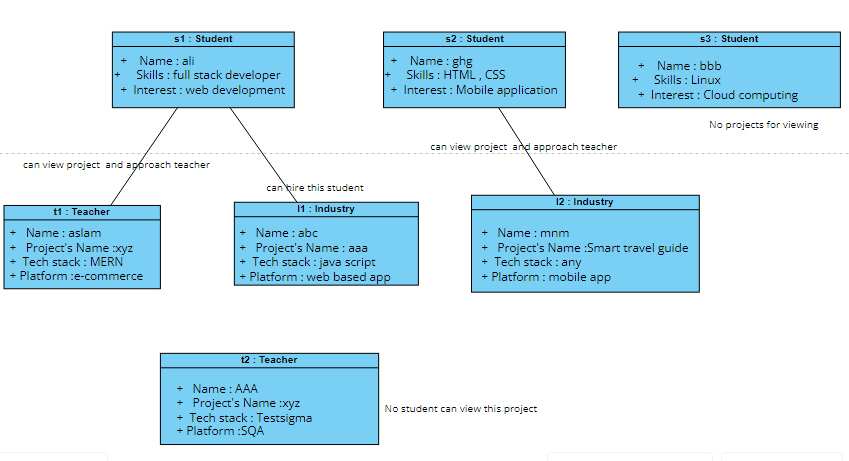 s1 : Student
+ Name : ali
+ Skills : full stack developer
+ Interest : web development
s2 : Student
+ Name : ghg
+ Skills : HTML , CSS
+ Interest : Mobile application
s3 : Student
+ Name : bbb
+ Skills : Linux
+ Interest : Cloud computing
No projects for viewing
can view project and approach teacher
can hire this student
can view project and approach teacher
t1 : Teacher
+ Name : aslam
+ Project's Name :xyz
+ Tech stack : MERN
+ Platform :e-commerce
I1 : Industry
+ Name : abc
+ Project's Name : aaa
+ Tech stack : java script
+ Platform : web based app
I2 : Industry
+ Name : mnm
+ Project's Name :Smart travel guide
+ Tech stack : any
+ Platform : mobile app
t2 : Teacher
+ Name : AAA
+ Project's Name :xyz
+ Tech stack : Testsigma
+ Platform :SQA
No student can view this project